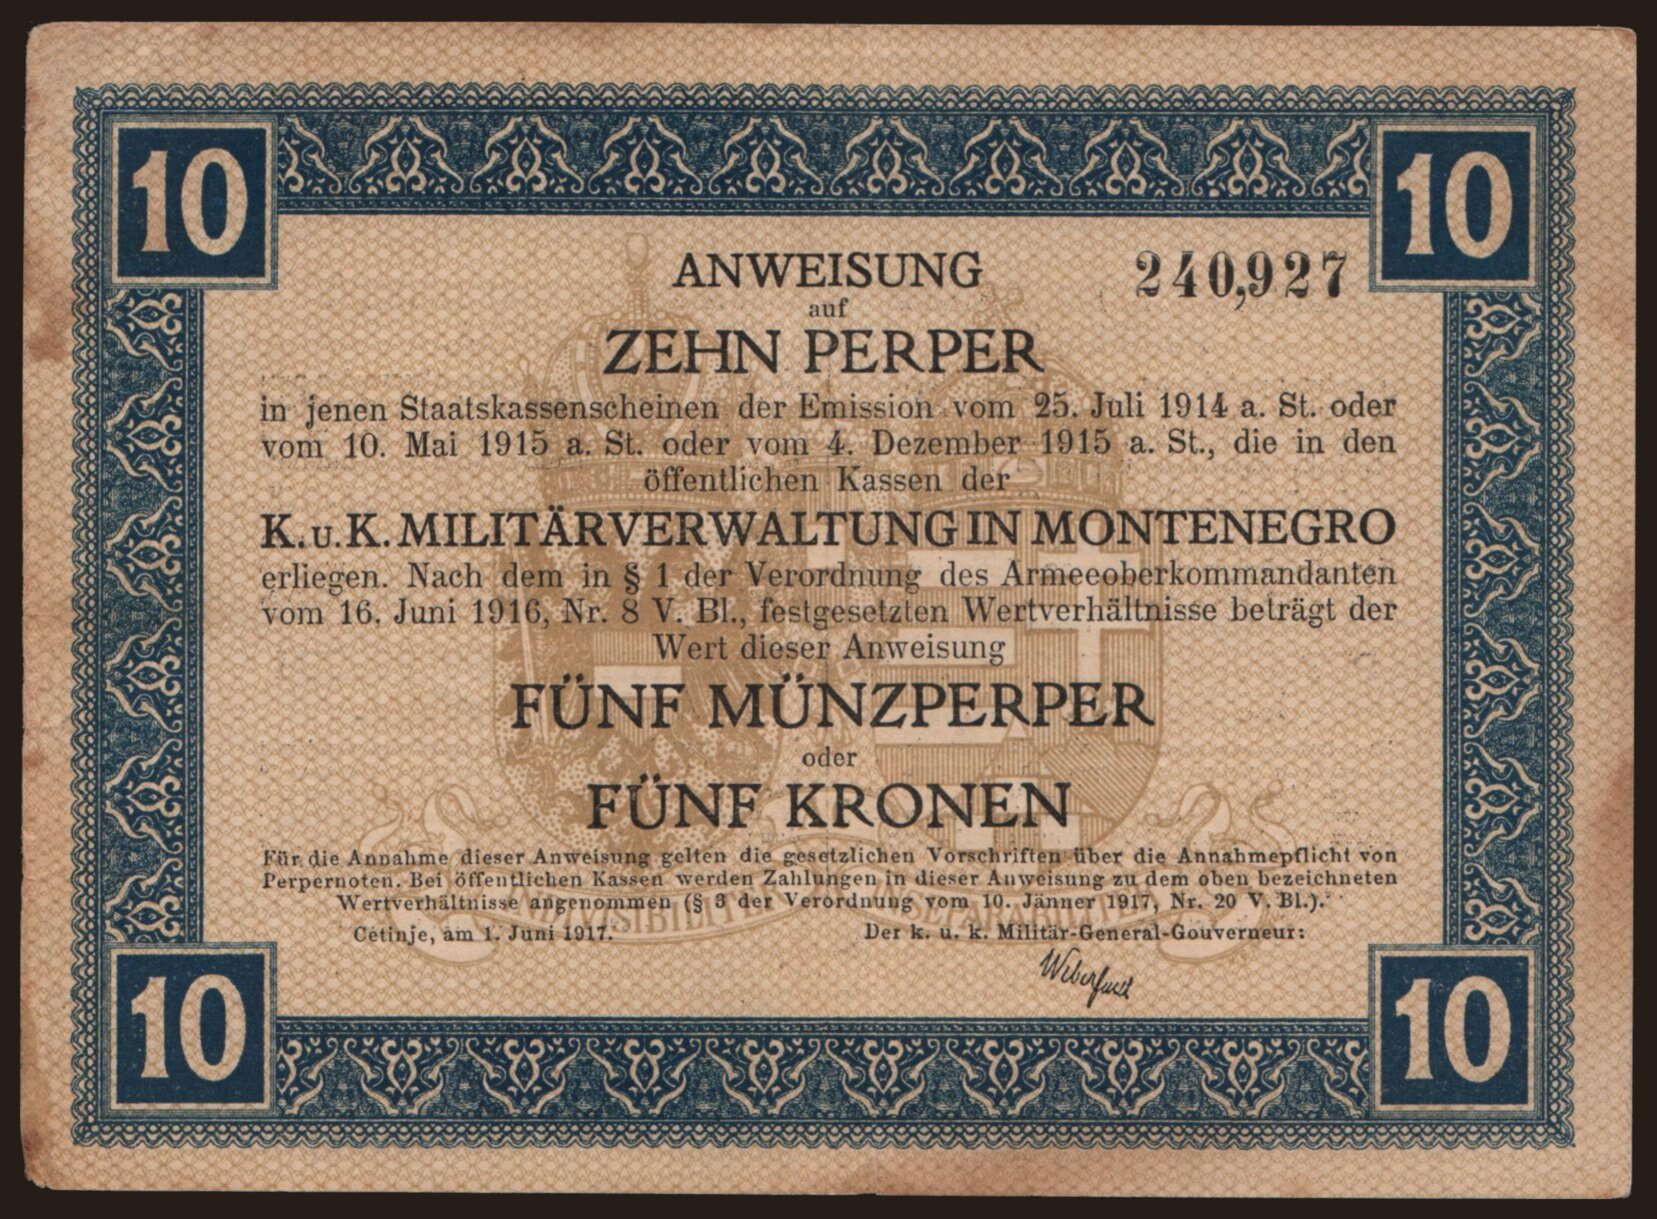 10
10
ANWEISUNG
240,927
auf
ZEHN PERPER
in jenen Staatskassenscheinen der Emission vom 25. Juli 1914 a. St. oder
vom 10. Mai 1915 a. St. oder vom 4. Dezember 1915 a. St., die in den
öffentlichen Kassen der
K. u. K. MILITÄRVERWALTUNG IN MONTENEGRO
erliegen. Nach dem in § 1 der Verordnung des Armeeoberkommandanten
vom 16. Juni 1916, Nr. 8 V. Bl., festgesetzten Wertverhältnisse beträgt der
Wert dieser Anweisung
FÜNF MÜNZPERPER
oder
FÜNF KRONEN
Für die Annahme dieser Anweisung gelten die gesetzlichen Vorschriften über die Annahmepflicht von
Perpernoten. Bei öffentlichen Kassen werden Zahlungen in dieser Anweisung zu dem oben bezeichneten
Wertverhältnisse angenommen (§ 3 der Verordnung vom 10. Jänner 1917, Nr. 20 V. Bl.).
Cetinje, am 1. Juni 1917.
Der k. u. k. Militär-General-Gouverneur:
10
10